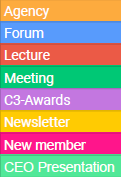 Agency
Forum
Lecture
Meeting
C3-Awards
Newsletter
New member
CEO Presentation